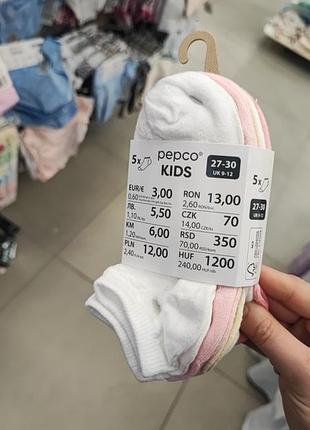 5x pepco® KIDS 27-30 UK 9-12 5x
EUR/€ 3,00 RON 13,00
0,60 2,60
ЛВ. 5,50 CZK 70
1,10 14,00
KM 6,00 RSD 350
1,20 70,00
PLN 12,00 HUF 1200
2,40 240,00
27-30
UK 9-12